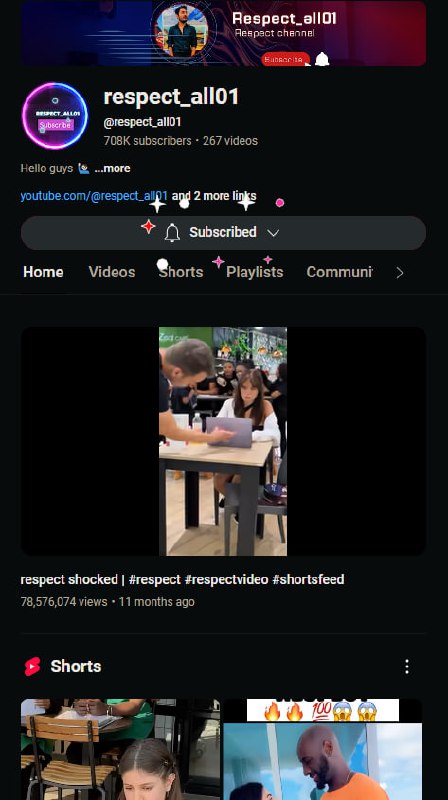 Respect_all01
Respect channel
Subscribe
RESPECT_ALL01
Subscribe
respect_all01
@respect_all01
708K subscribers • 267 videos
Hello guys 🙋🏻‍♂️ ...more
youtube.com/@respect_all01 and 2 more links
Subscribed
Home Videos Shorts Playlists Communi
respect shocked | #respect #respectvideo #shortsfeed
78,576,074 views • 11 months ago
Shorts
🔥🔥💯😱😱